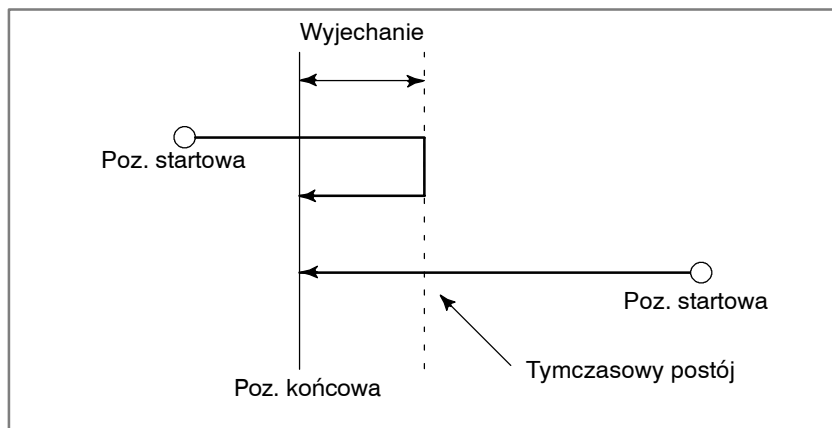 Wyjechanie
Poz. startowa
Poz. startowa
Tymczasowy postój
Poz. końcowa